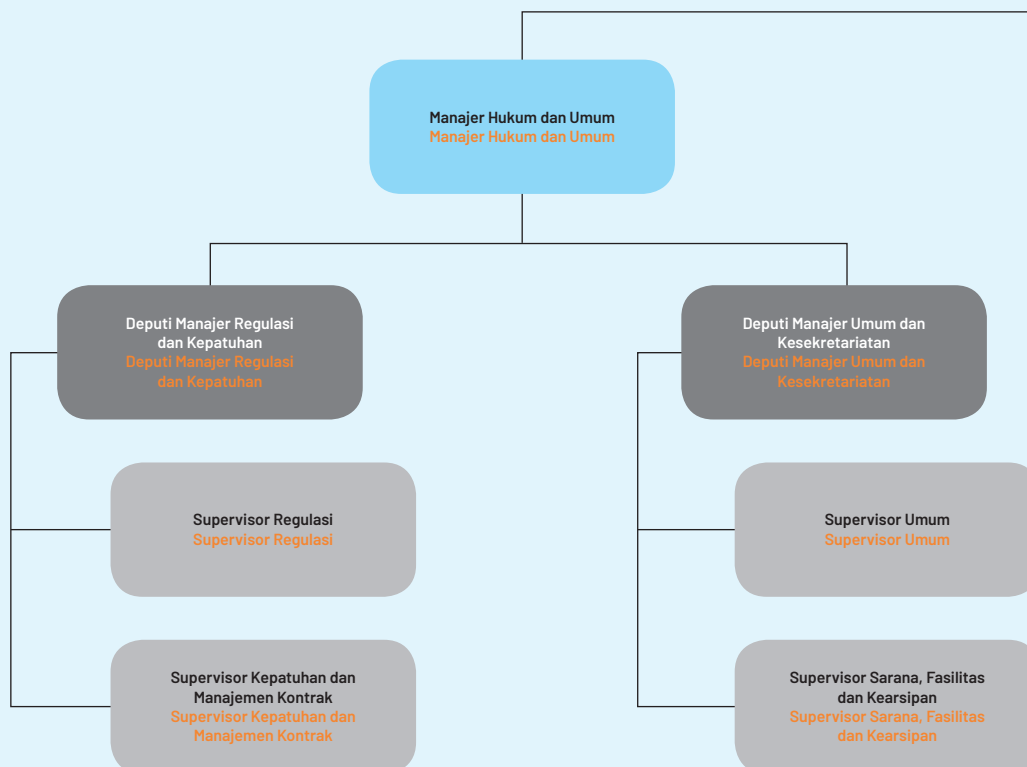 Manajer Hukum dan Umum
Manajer Hukum dan Umum
Deputi Manajer Regulasi
dan Kepatuhan
Deputi Manajer Regulasi
dan Kepatuhan
Deputi Manajer Umum dan
Kesekretariatan
Deputi Manajer Umum dan
Kesekretariatan
Supervisor Regulasi
Supervisor Regulasi
Supervisor Umum
Supervisor Umum
Supervisor Kepatuhan dan
Manajemen Kontrak
Supervisor Kepatuhan dan
Manajemen Kontrak
Supervisor Sarana, Fasilitas
dan Kearsipan
Supervisor Sarana, Fasilitas
dan Kearsipan